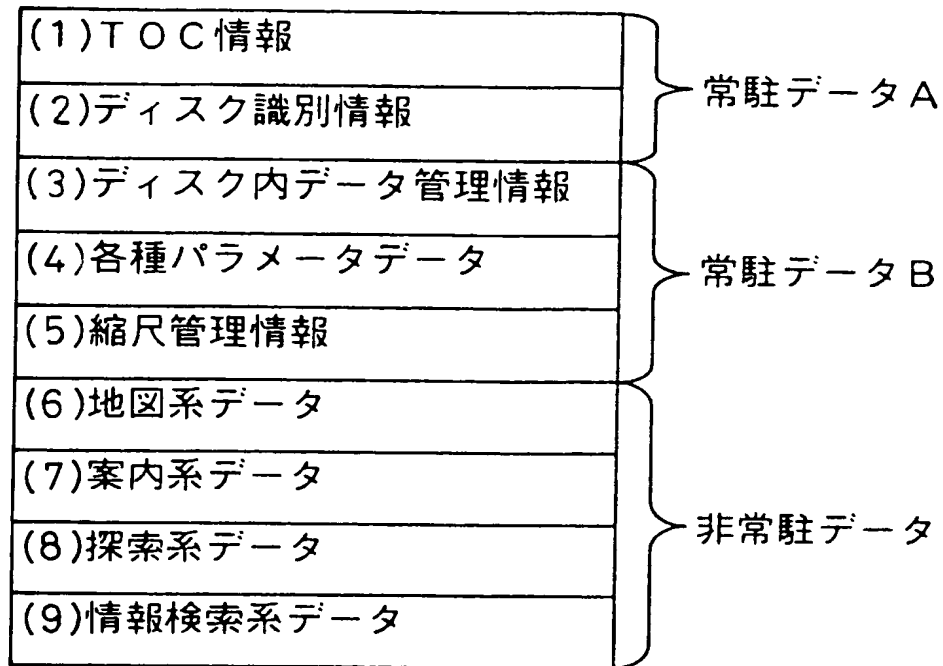 (1)TOC情報
(2)ディスク識別情報
常駐データA
(3)ディスク内データ管理情報
(4)各種パラメータデータ
(5)縮尺管理情報
常駐データB
(6)地図系データ
(7)案内系データ
(8)探索系データ
(9)情報検索系データ
非常駐データ